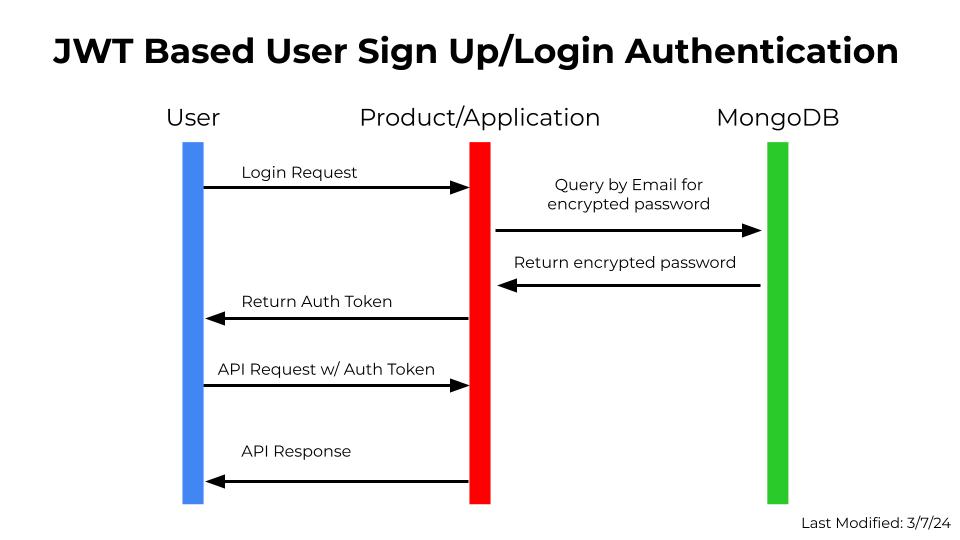 JWT Based User Sign Up/Login Authentication
User
Product/Application
MongoDB
Login Request
Query by Email for
encrypted password
Return encrypted password
Return Auth Token
API Request w/ Auth Token
API Response
Last Modified: 3/7/24